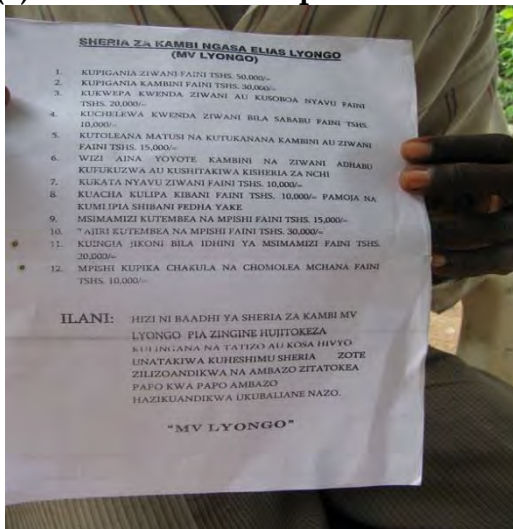 SHERIA ZA KAMBI NGASA ELIAS LYONGO
(MV LYONGO)
1. KUPIGANIA ZIWANI FAINI TSHS. 50,000/=
2. KUPIGANIA KAMBINI FAINI TSHS. 30,000/=
3. KUKWEPA KWENDA ZIWANI AU KUSOBOA NYAVU FAINI
TSHS. 20,000/=
4. KUCHELEWA KWENDA ZIWANI BILA SABABU FAINI TSHS.
10,000/=
5. KUTOLEANA MATUSI NA KUTUKANANA KAMBINI AU ZIWANI
FAINI TSHS. 15,000/=
6. WIZI AINA YOYOTE KAMBINI NA ZIWANI ADHABU
KUFUKUZWA AU KUSHITAKIWA KISHERIA ZA NCHI
7. KUKATA NYAVU ZIWANI FAINI TSHS. 10,000/=
8. KUACHA KULIPA KIBANI FAINI TSHS. 10,000/= PAMOJA NA
KUMLIPIA SHIBANI FEDHA YAKE
9. MSIMAMIZI KUTEMBEA NA MPISHI FAINI TSHS. 15,000/=
10. TAJIRI KUTEMBEA NA MPISHI FAINI TSHS. 30,000/=
11. KUINGIA JIKONI BILA IDHINI YA MSIMAMIZI FAINI TSHS.
20,000/=
12. MPISHI KUPIKA CHAKULA NA CHOMOLEA MCHANA FAINI
TSHS. 10,000/=
ILANI: HIZI NI BAADHI YA SHERIA ZA KAMBI MV
LYONGO PIA ZINGINE HUJITOKEZA
KULINGANA NA TATIZO AU KOSA HIVYO
UNATAKIWA KUHESHIMU SHERIA ZOTE
ZILIZOANDIKWA NA AMBAZO ZITATOKEA
PAPO KWA PAPO AMBAZO
HAZIKUANDIKWA UKUBALIANE NAZO.
"MV LYONGO"